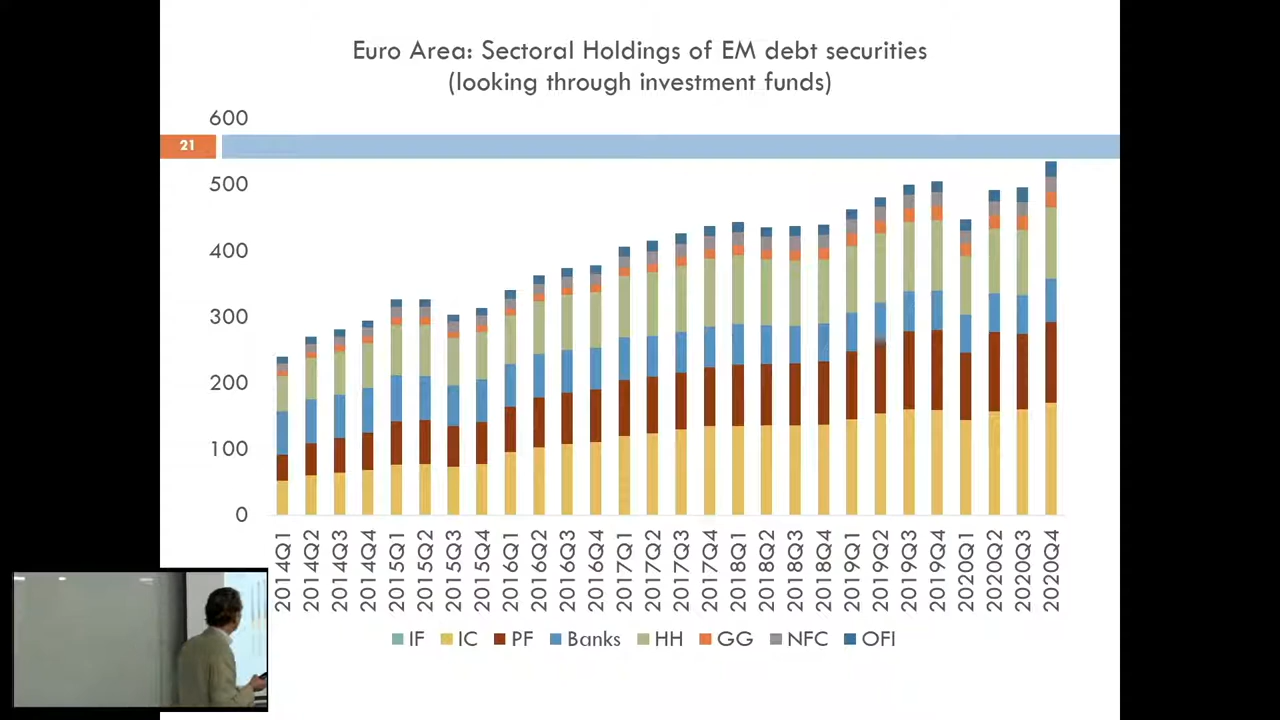 Euro Area: Sectoral Holdings of EM debt securities
(looking through investment funds)
600
21
500
400
300
200
100
0
2014Q1 2014Q2 2014Q3 2014Q4 2015Q1 2015Q2 2015Q3 2015Q4 2016Q1 2016Q2 2016Q3 2016Q4 2017Q1 2017Q2 2017Q3 2017Q4 2018Q1 2018Q2 2018Q3 2018Q4 2019Q1 2019Q2 2019Q3 2019Q4 2020Q1 2020Q2 2020Q3 2020Q4
IF IC PF Banks HH GG NFC OFI